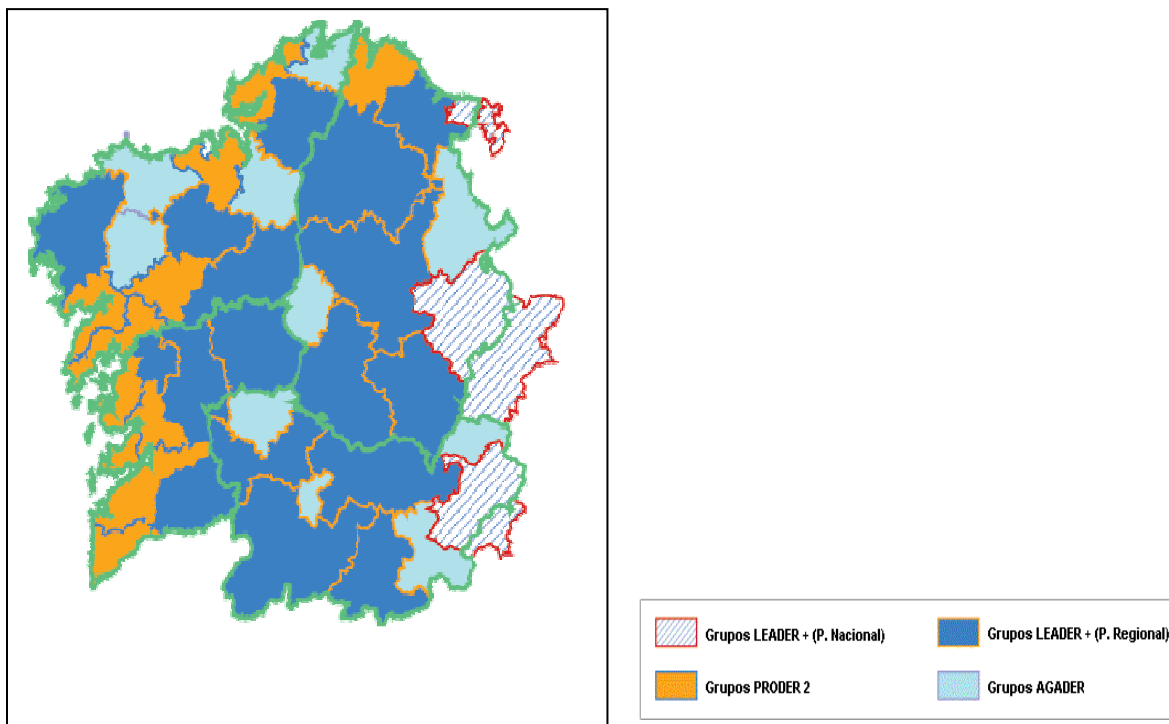 Grupos LEADER + (P. Nacional)
Grupos LEADER + (P. Regional)
Grupos PRODER 2
Grupos AGADER